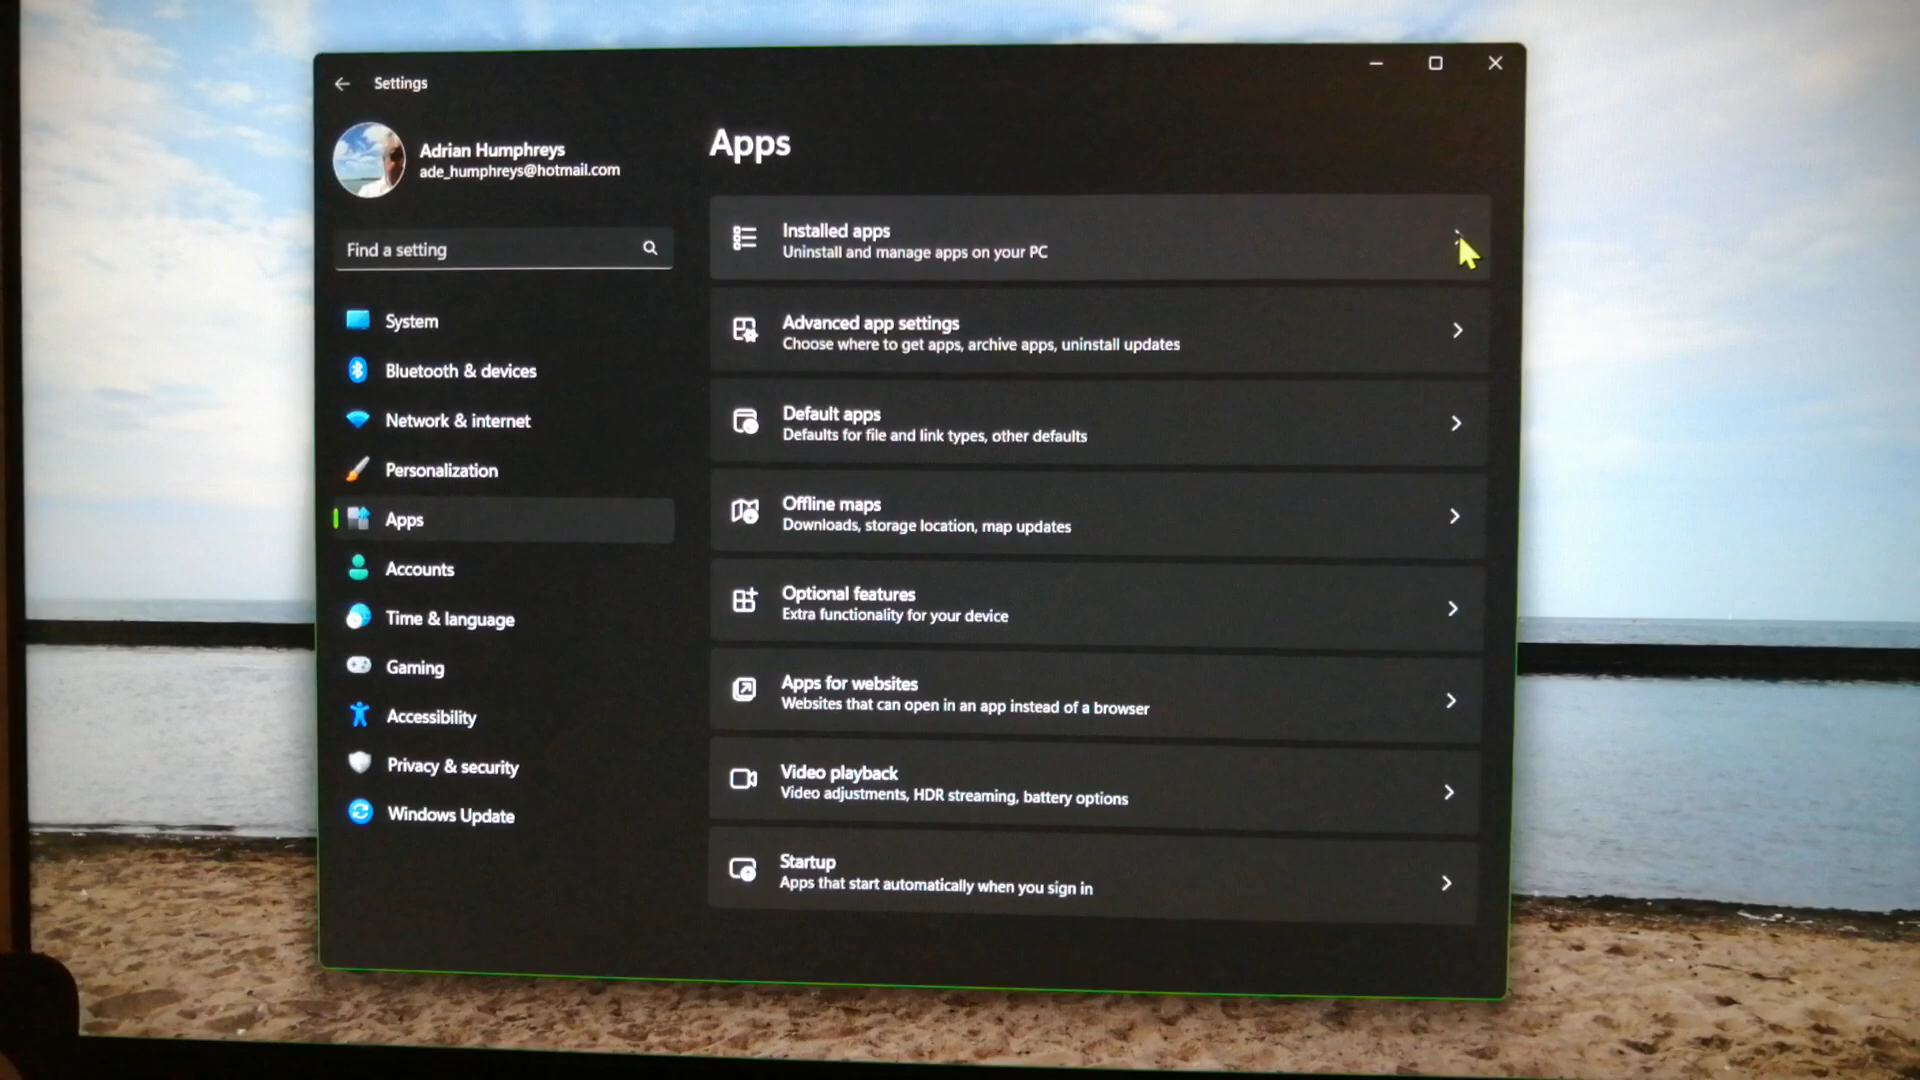 Settings
Adrian Humphreys
ade_humphreys@hotmail.com
Find a setting
System
Bluetooth & devices
Network & internet
Personalization
Apps
Accounts
Time & language
Gaming
Accessibility
Privacy & security
Windows Update
Apps
Installed apps
Uninstall and manage apps on your PC
Advanced app settings
Choose where to get apps, archive apps, uninstall updates
Default apps
Defaults for file and link types, other defaults
Offline maps
Downloads, storage location, map updates
Optional features
Extra functionality for your device
Apps for websites
Websites that can open in an app instead of a browser
Video playback
Video adjustments, HDR streaming, battery options
Startup
Apps that start automatically when you sign in